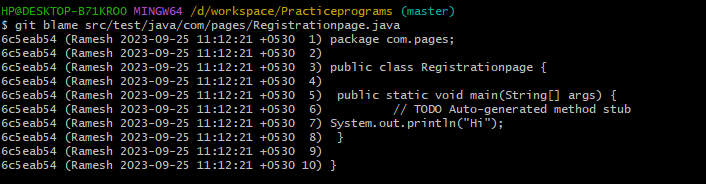 HP@DESKTOP-B71KROO MINGW64 /d/workspace/Practiceprograms (master)
$ git blame src/test/java/com/pages/Registrationpage.java
6c5eab54 (Ramesh 2023-09-25 11:12:21 +0530  1) package com.pages;
6c5eab54 (Ramesh 2023-09-25 11:12:21 +0530  2)
6c5eab54 (Ramesh 2023-09-25 11:12:21 +0530  3) public class Registrationpage {
6c5eab54 (Ramesh 2023-09-25 11:12:21 +0530  4)
6c5eab54 (Ramesh 2023-09-25 11:12:21 +0530  5)  public static void main(String[] args) {
6c5eab54 (Ramesh 2023-09-25 11:12:21 +0530  6)          // TODO Auto-generated method stub
6c5eab54 (Ramesh 2023-09-25 11:12:21 +0530  7) System.out.println("Hi");
6c5eab54 (Ramesh 2023-09-25 11:12:21 +0530  8)  }
6c5eab54 (Ramesh 2023-09-25 11:12:21 +0530  9)
6c5eab54 (Ramesh 2023-09-25 11:12:21 +0530 10) }